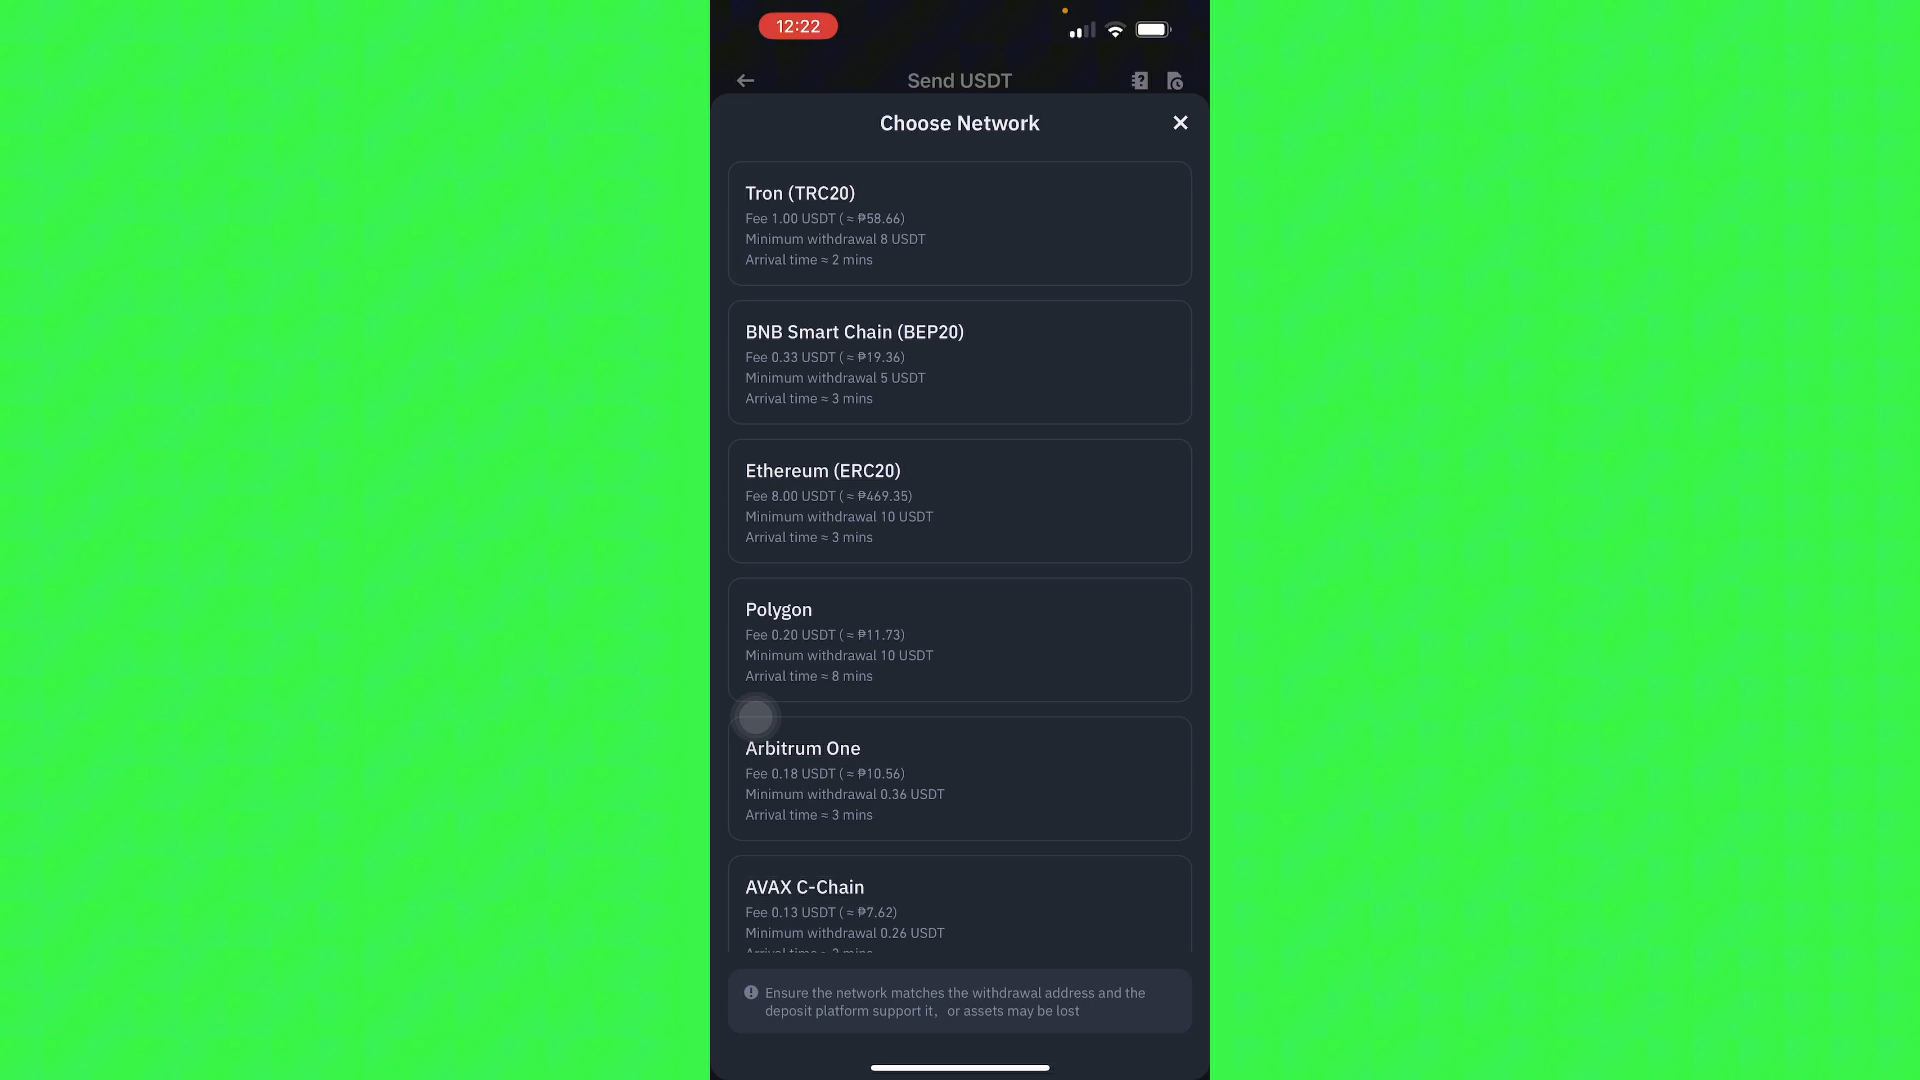 12:22
Send USDT
Choose Network
Tron (TRC20)
Fee 1.00 USDT ( ≈ ₱58.66)
Minimum withdrawal 8 USDT
Arrival time ≈ 2 mins
BNB Smart Chain (BEP20)
Fee 0.33 USDT ( ≈ ₱19.36)
Minimum withdrawal 5 USDT
Arrival time ≈ 3 mins
Ethereum (ERC20)
Fee 8.00 USDT ( ≈ ₱469.35)
Minimum withdrawal 10 USDT
Arrival time ≈ 3 mins
Polygon
Fee 0.20 USDT ( ≈ ₱11.73)
Minimum withdrawal 10 USDT
Arrival time ≈ 8 mins
Arbitrum One
Fee 0.18 USDT ( ≈ ₱10.56)
Minimum withdrawal 0.36 USDT
Arrival time ≈ 3 mins
AVAX C-Chain
Fee 0.13 USDT ( ≈ ₱7.62)
Minimum withdrawal 0.26 USDT
Arrival time ≈
Ensure the network matches the withdrawal address and the
deposit platform support it, or assets may be lost